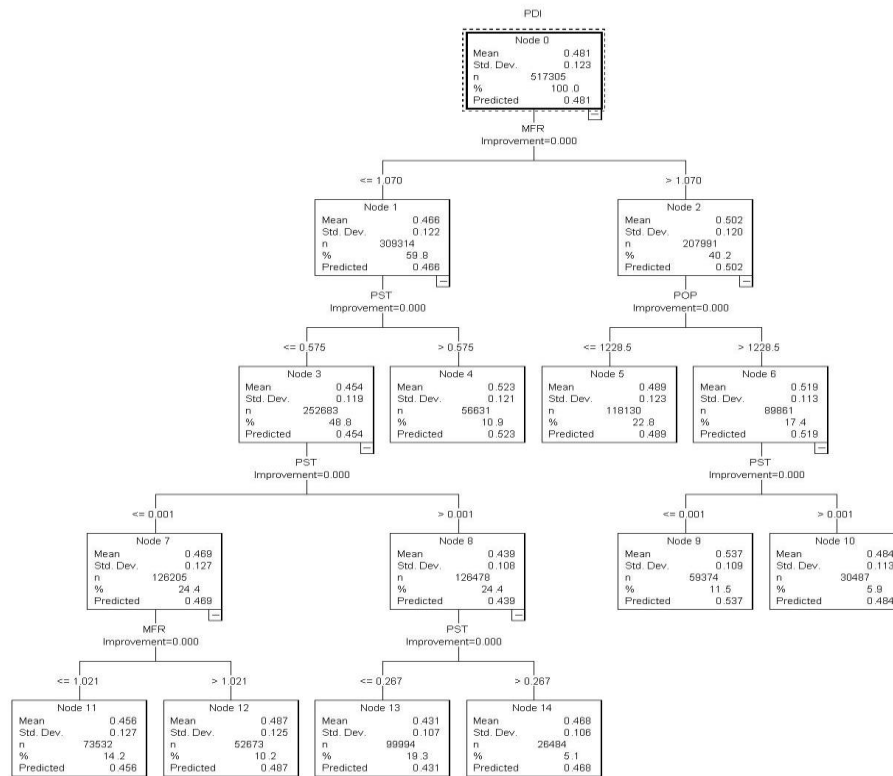 PDI
Node 0
Mean 0.481
Std. Dev. 0.123
n 517305
% 100.0
Predicted 0.481
MFR
Improvement=0.000
<= 1.070
> 1.070
Node 1
Mean 0.466
Std. Dev. 0.122
n 309314
% 59.8
Predicted 0.466
Node 2
Mean 0.502
Std. Dev. 0.120
n 207991
% 40.2
Predicted 0.502
PST
Improvement=0.000
POP
Improvement=0.000
<= 0.575
> 0.575
<= 1228.5
> 1228.5
Node 3
Mean 0.454
Std. Dev. 0.119
n 252683
% 48.8
Predicted 0.454
Node 4
Mean 0.523
Std. Dev. 0.121
n 56631
% 10.9
Predicted 0.523
Node 5
Mean 0.489
Std. Dev. 0.123
n 118130
% 22.8
Predicted 0.489
Node 6
Mean 0.519
Std. Dev. 0.113
n 89861
% 17.4
Predicted 0.519
PST
Improvement=0.000
PST
Improvement=0.000
<= 0.001
> 0.001
<= 0.001
> 0.001
Node 7
Mean 0.469
Std. Dev. 0.127
n 126205
% 24.4
Predicted 0.469
Node 8
Mean 0.439
Std. Dev. 0.108
n 126478
% 24.4
Predicted 0.439
Node 9
Mean 0.537
Std. Dev. 0.109
n 59374
% 11.5
Predicted 0.537
Node 10
Mean 0.484
Std. Dev. 0.113
n 30487
% 5.9
Predicted 0.484
MFR
Improvement=0.000
PST
Improvement=0.000
<= 1.021
> 1.021
<= 0.267
> 0.267
Node 11
Mean 0.456
Std. Dev. 0.127
n 73532
% 14.2
Predicted 0.456
Node 12
Mean 0.487
Std. Dev. 0.125
n 52673
% 10.2
Predicted 0.487
Node 13
Mean 0.431
Std. Dev. 0.107
n 99994
% 19.3
Predicted 0.431
Node 14
Mean 0.468
Std. Dev. 0.106
n 26484
% 5.1
Predicted 0.468